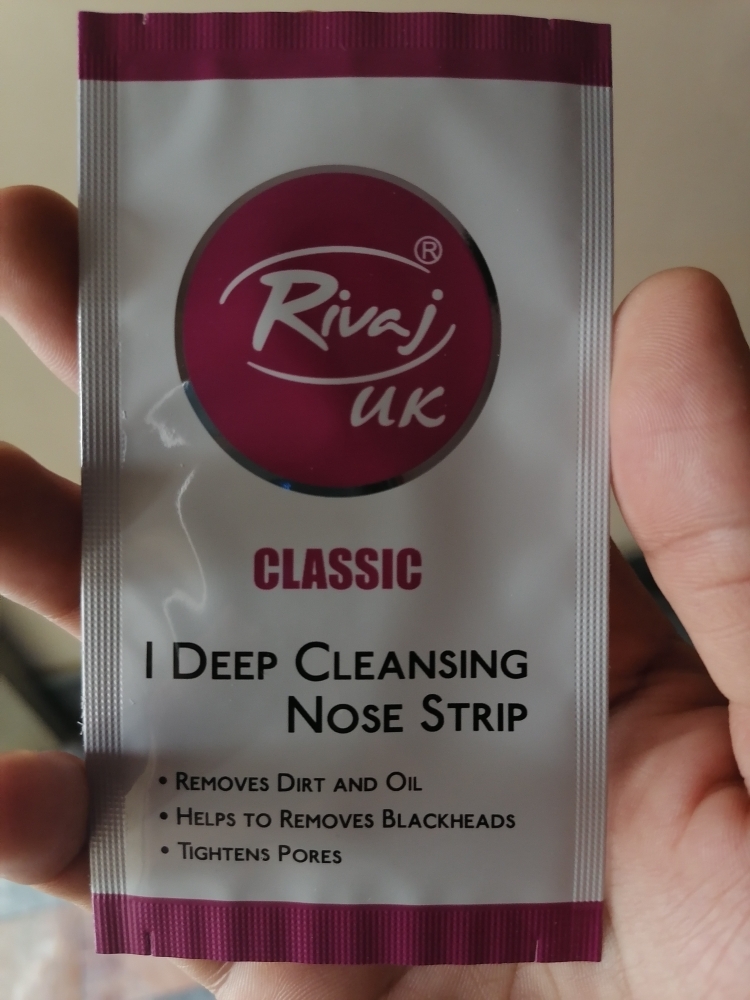 Rivaj®
UK
CLASSIC
1 DEEP CLEANSING
NOSE STRIP
• REMOVES DIRT AND OIL
• HELPS TO REMOVES BLACKHEADS
• TIGHTENS PORES